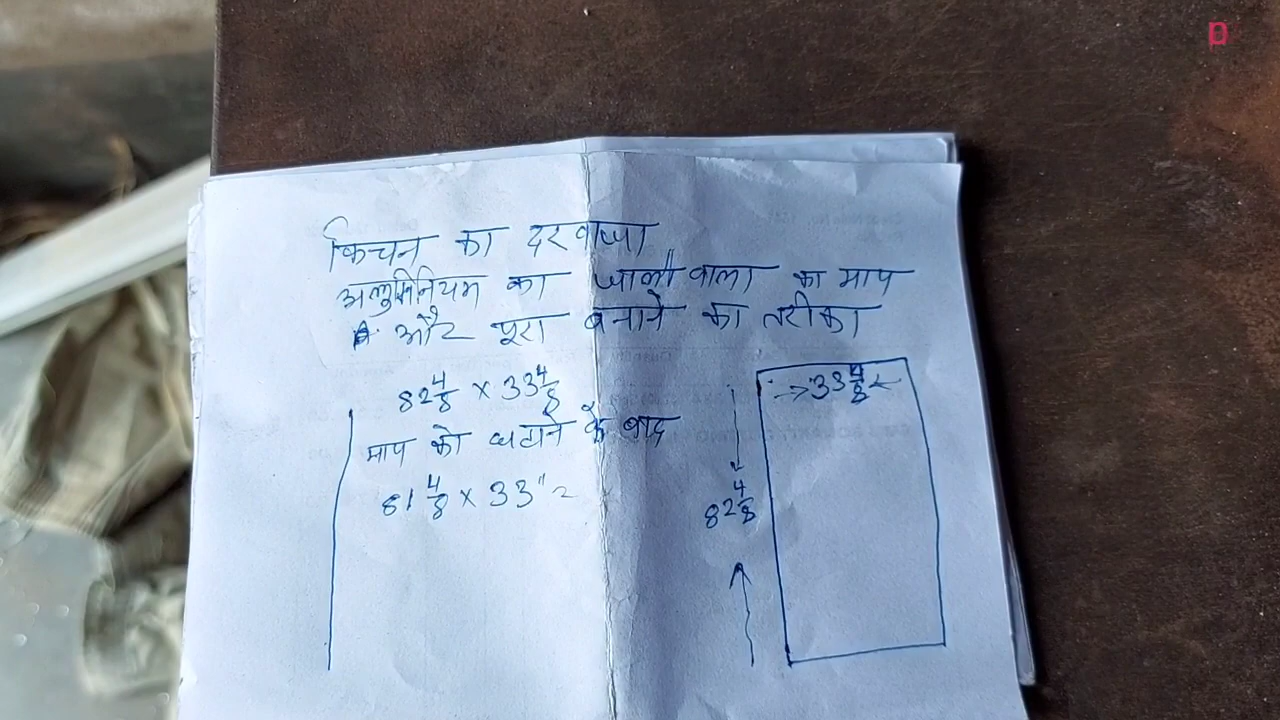 किचन का दरवाजा
अलुमिनियम का जाली वाला का माप
और पूरा बनाने का तरीका
82 4/8 × 33 4/8
माप को घटाने के बाद
81 4/8 × 33"
→33 4/8←
82 4/8